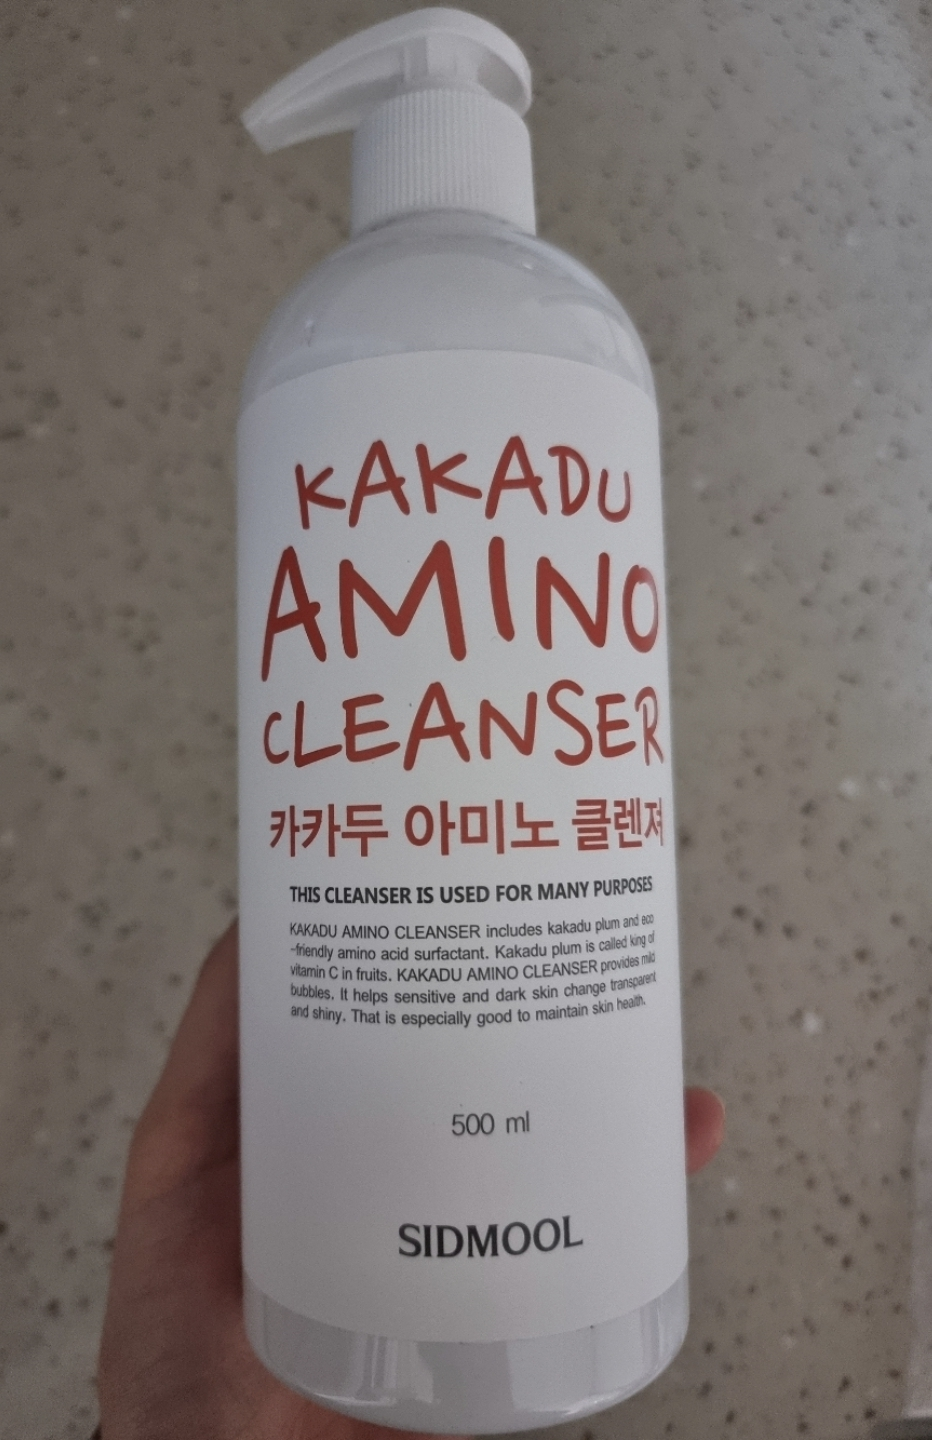 KAKADU
AMINO
CLEANSER
카카두 아미노 클렌져
THIS CLEANSER IS USED FOR MANY PURPOSES
KAKADU AMINO CLEANSER includes kakadu plum and eco
-friendly amino acid surfactant. Kakadu plum is called king of
vitamin C in fruits. KAKADU AMINO CLEANSER provides mild
bubbles. It helps sensitive and dark skin change transparent
and shiny. That is especially good to maintain skin health.
500 ml
SIDMOOL